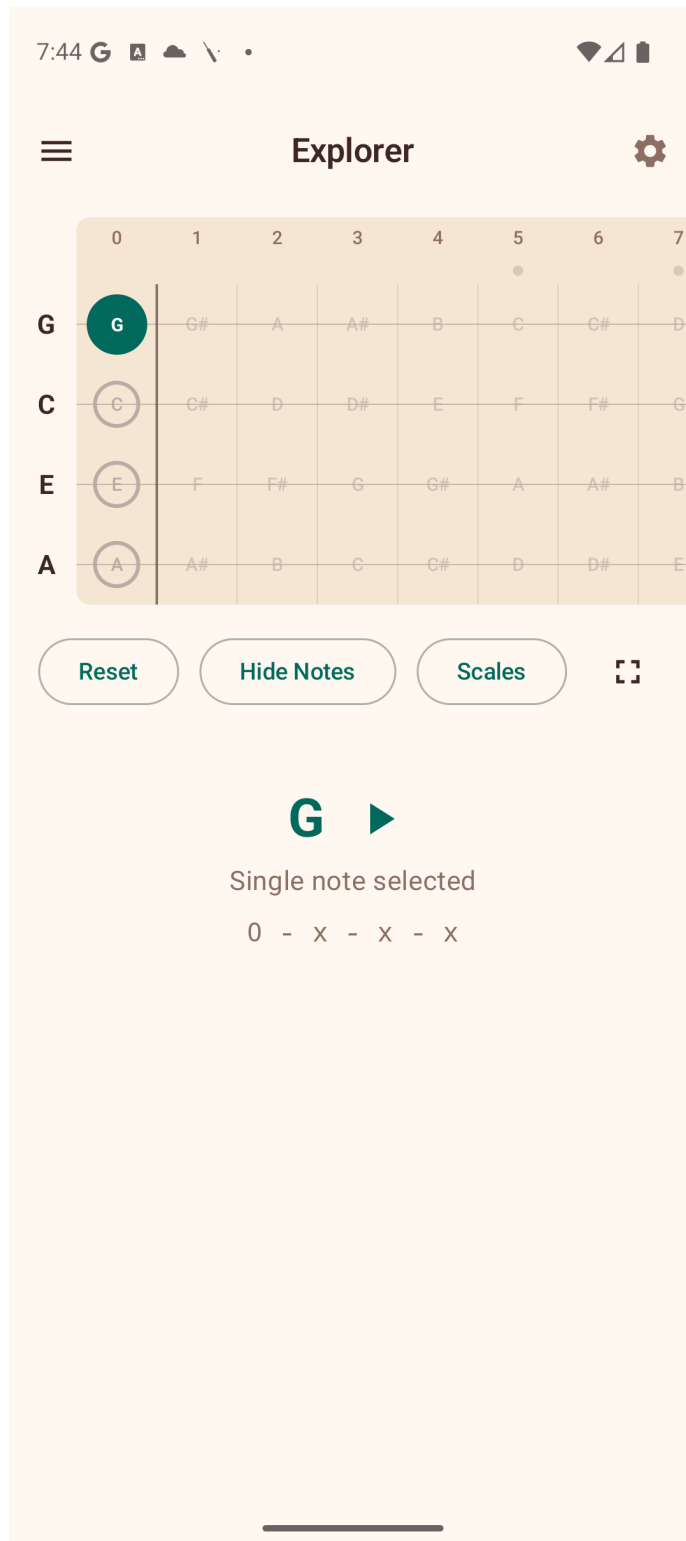 7:44
Explorer
0 1 2 3 4 5 6 7
G G G# A A# B C C# D
C C C# D D# E F F# G
E E F F# G G# A A# B
A A A# B C C# D D# E
Reset Hide Notes Scales
G
Single note selected
0 - x - x - x